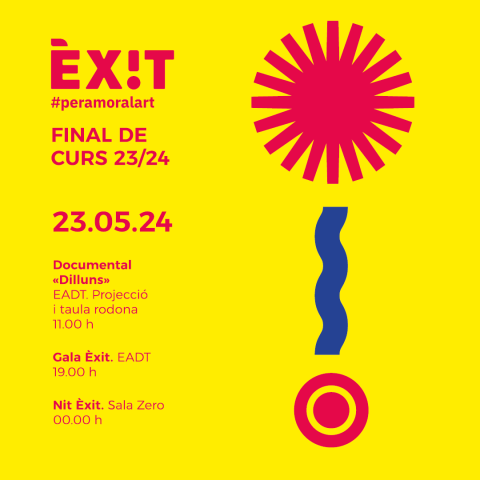 ÈX!T
#peramoralart
FINAL DE
CURS 23/24
23.05.24
Documental
«Dilluns»
EADT. Projecció
i taula rodona
11.00 h
Gala Èxit. EADT
19.00 h
Nit Èxit. Sala Zero
00.00 h